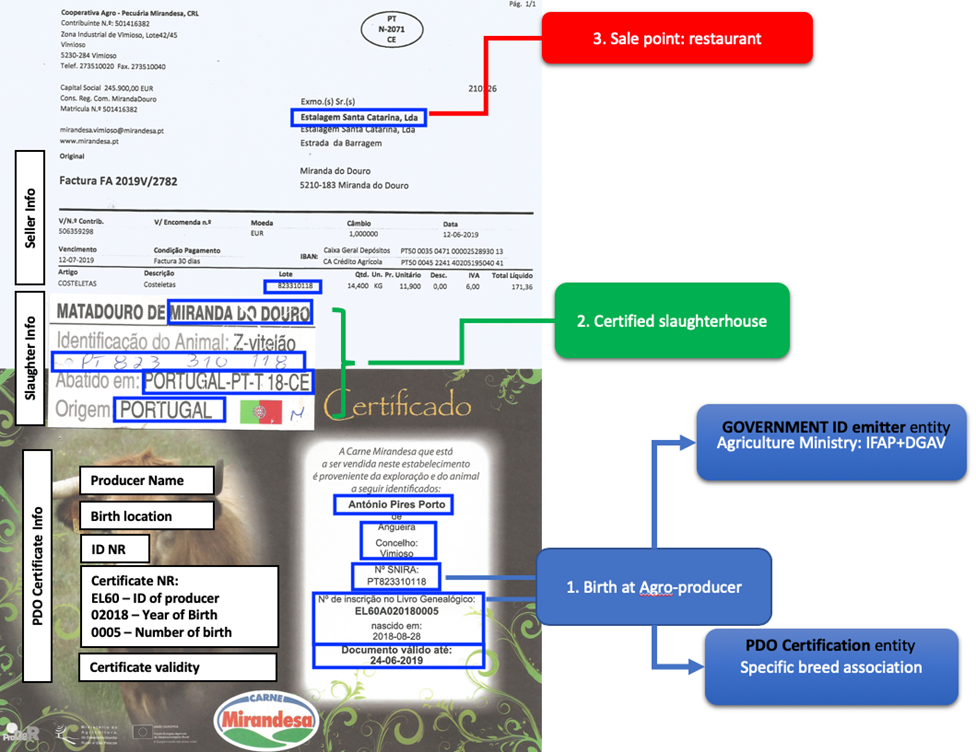 Pág. 1/1
Cooperativa Agro - Pecuária Mirandesa, CRL
Contribuinte N.º: 501416382
Zona Industrial de Vimioso, Lote42/45
Vimioso
5230-284 Vimioso
Telef. 273510020 Fax. 273510040
PT
N-2071
CE
3. Sale point: restaurant
Capital Social 245.900,00 EUR
Cons. Reg. Com. MirandaDouro
Matricula N.º 501416382
mirandesa.vimioso@mirandesa.pt
www.mirandesa.pt
Original
Exmo.(s) Sr.(s)
Estalagem Santa Catarina, Lda
Estalagem Santa Catarina, Lda
Estrada da Barragem
Miranda do Douro
5210-183 Miranda do Douro
Seller Info
Factura FA 2019V/2782
V/N.º Contrib. V/ Encomenda n.º Moeda Câmbio Data
506359298 EUR 1,000000 12-06-2019
Vencimento Condição Pagamento
12-07-2019 Factura 30 dias
IBAN: Caixa Geral Depósitos PT50 0035 0471 00002528930 13
CA Crédito Agrícola PT50 0045 2241 40205195040 41
Artigo Descrição Lote Qtd. Un. Pr. Unitário Desc. IVA Total Líquido
COSTELETAS Costeletas 823310118 14,400 KG 11,900 0,00 6,00 171,36
Slaughter Info
MATADOURO DE MIRANDA DO DOURO
Identificação do Animal: Z-vitelão
PT 823 310 118
Abatido em: PORTUGAL-PT-T 18-CE
Origem: PORTUGAL
M
2. Certified slaughterhouse
Certificado
PDO Certificate Info
Producer Name
Birth location
ID NR
Certificate NR:
EL60 – ID of producer
02018 – Year of Birth
0005 – Number of birth
Certificate validity
A Carne Mirandesa que está
a ser vendida neste estabelecimento
é proveniente da exploração e do animal
a seguir identificados:
António Pires Porto
de
Angueira
Concelho:
Vimioso
Nº SNIRA:
PT823310118
Nº de inscrição no Livro Genealógico:
EL60A020180005
nascido em:
2018-08-28
Documento válido até:
24-06-2019
GOVERNMENT ID emitter entity
Agriculture Ministry: IFAP+DGAV
1. Birth at Agro-producer
PDO Certification entity
Specific breed association
CARNE
Mirandesa